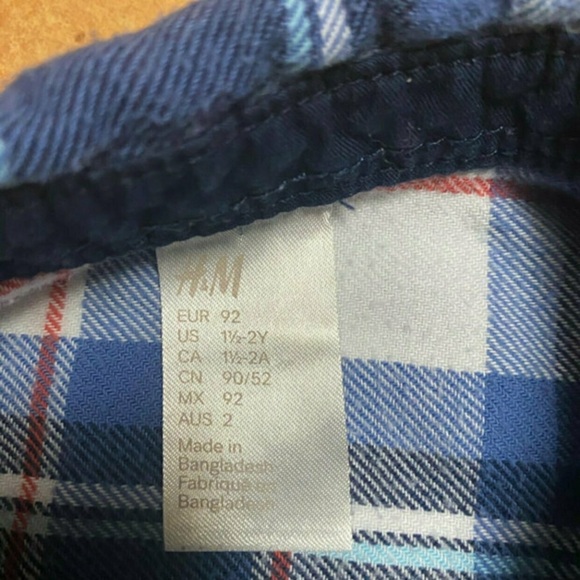 H&M
EUR 92
US 1½-2Y
CA 1½-2A
CN 90/52
MX 92
AUS 2
Made in
Bangladesh
Fabriqué en
Bangladesh